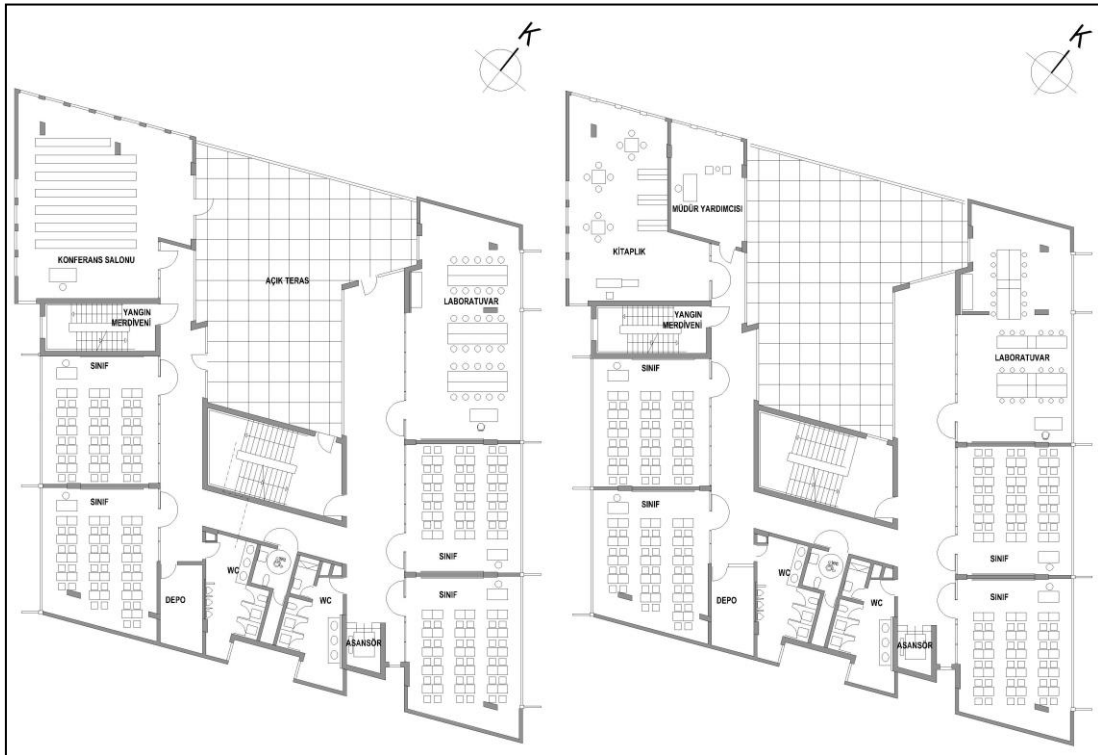 K
KONFERANS SALONU
AÇIK TERAS
YANGIN
MERDİVENİ
LABORATUVAR
SINIF
SINIF
SINIF
SINIF
WC
WC
DEPO
ASANSÖR
K
MÜDÜR YARDIMCISI
KİTAPLIK
YANGIN
MERDİVENİ
LABORATUVAR
SINIF
SINIF
SINIF
SINIF
WC
WC
DEPO
ASANSÖR